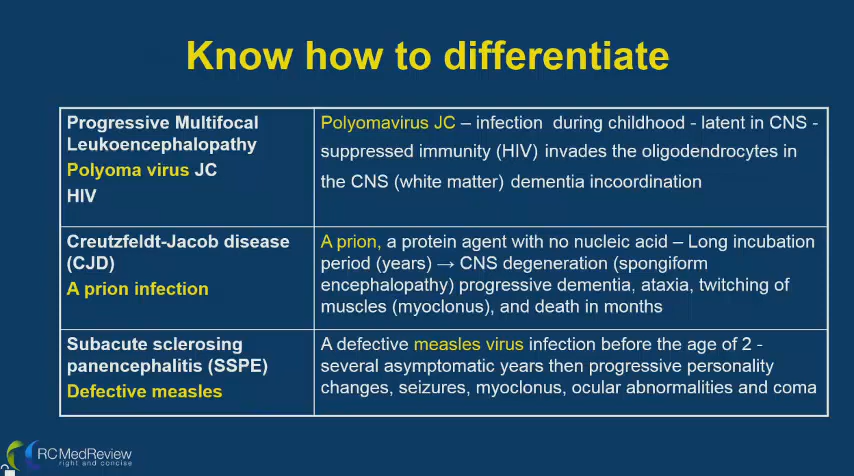 Know how to differentiate
Progressive Multifocal
Leukoencephalopathy
Polyoma virus JC
HIV
Polyomavirus JC – infection during childhood - latent in CNS -
suppressed immunity (HIV) invades the oligodendrocytes in
the CNS (white matter) dementia incoordination
Creutzfeldt-Jacob disease
(CJD)
A prion infection
A prion, a protein agent with no nucleic acid – Long incubation
period (years) → CNS degeneration (spongiform
encephalopathy) progressive dementia, ataxia, twitching of
muscles (myoclonus), and death in months
Subacute sclerosing
panencephalitis (SSPE)
Defective measles
A defective measles virus infection before the age of 2 -
several asymptomatic years then progressive personality
changes, seizures, myoclonus, ocular abnormalities and coma
RCMedReview
right and concise